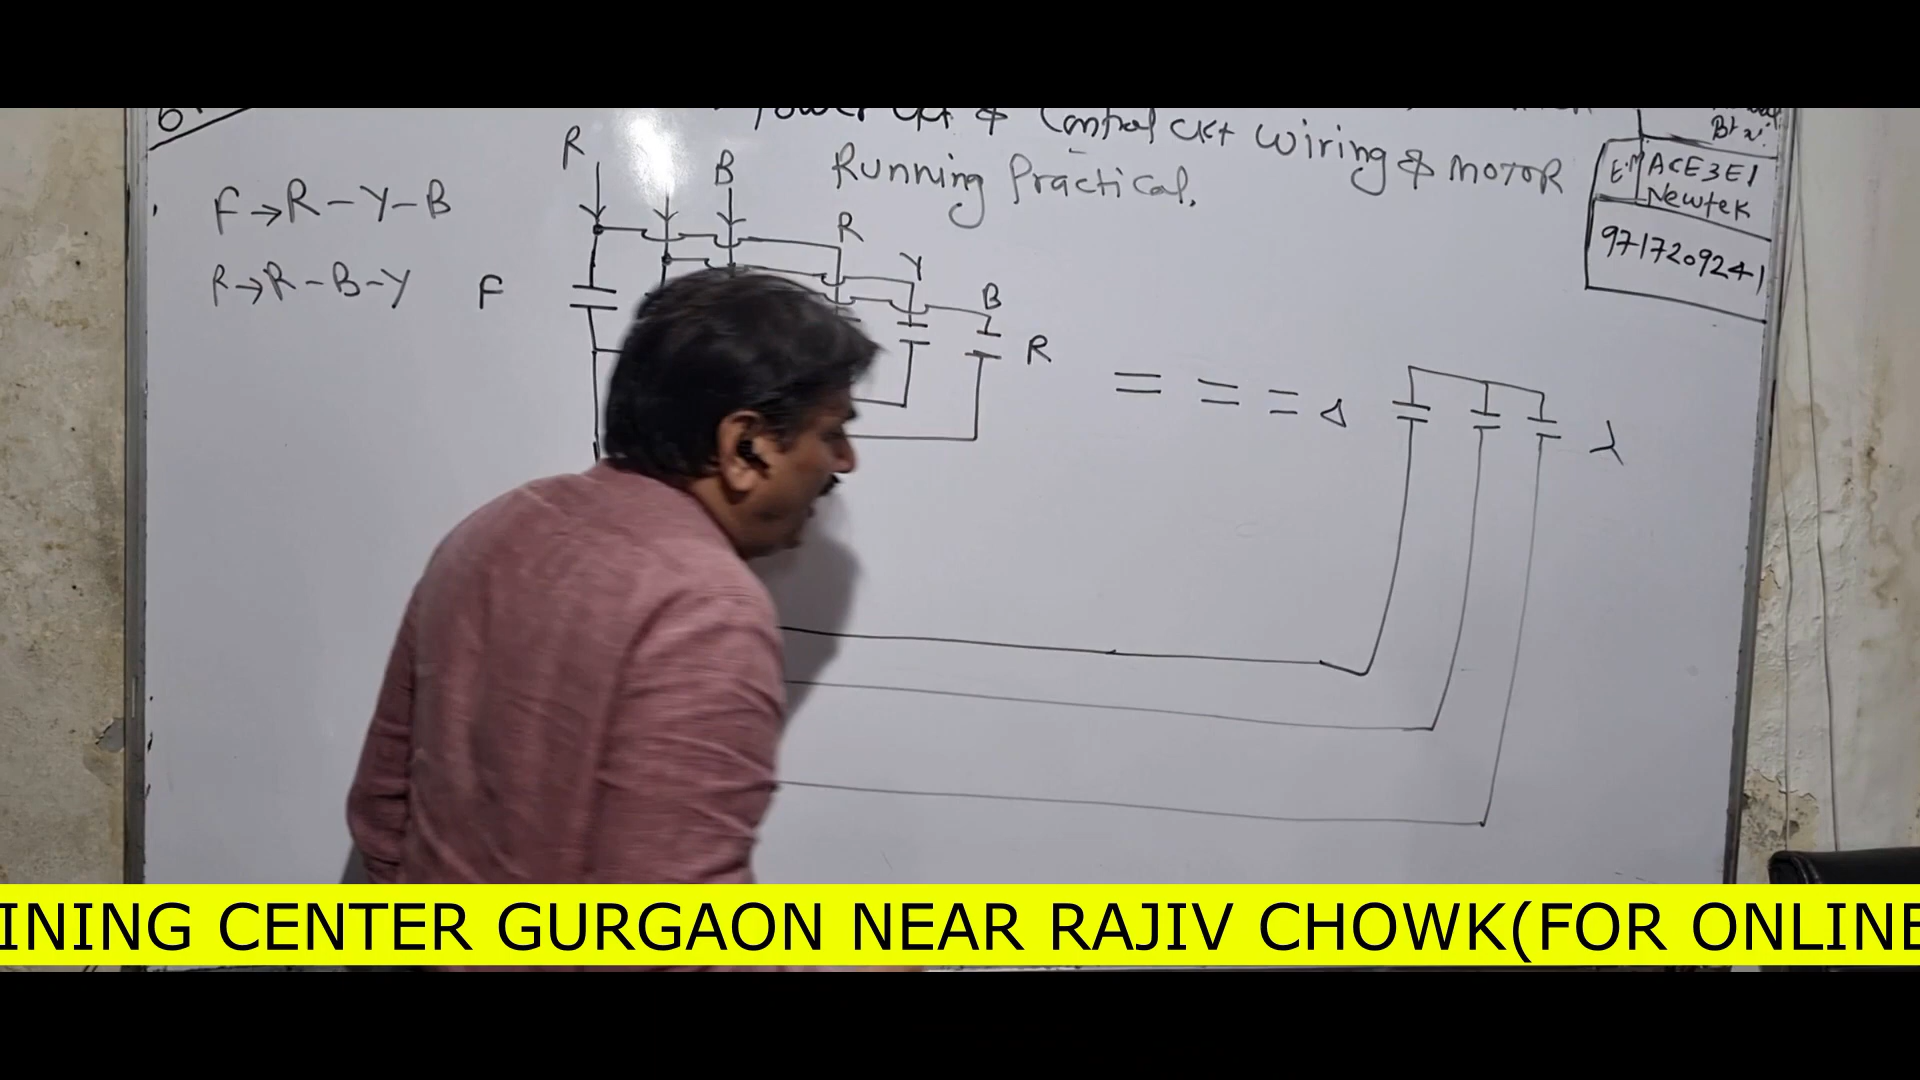 Power ckt & Control ckt wiring & MOTOR
Running Practical.
F→R-Y-B
R→R-B-Y
F
R
B
R
Y
B
R
Δ
⅄
E.M
ACE3E1
Newtek
9717209241
INING CENTER GURGAON NEAR RAJIV CHOWK(FOR ONLINE